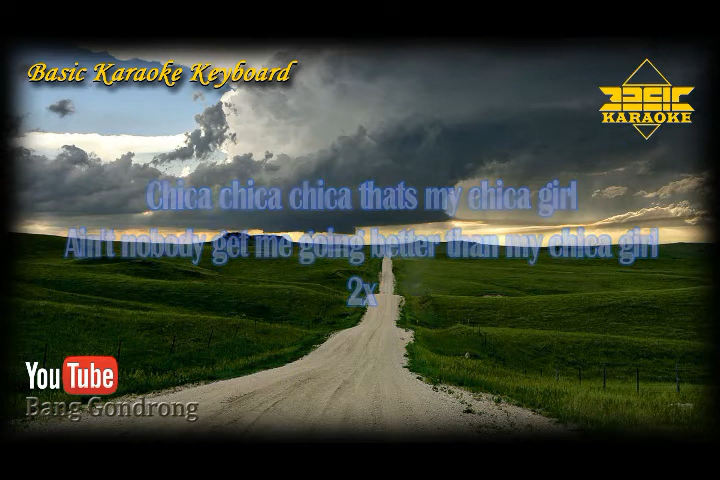 Basic Karaoke Keyboard
BASIC
KARAOKE
Chica chica chica thats my chica girl
Ain't nobody get me going better than my chica girl
2x
YouTube
Bang Gondrong